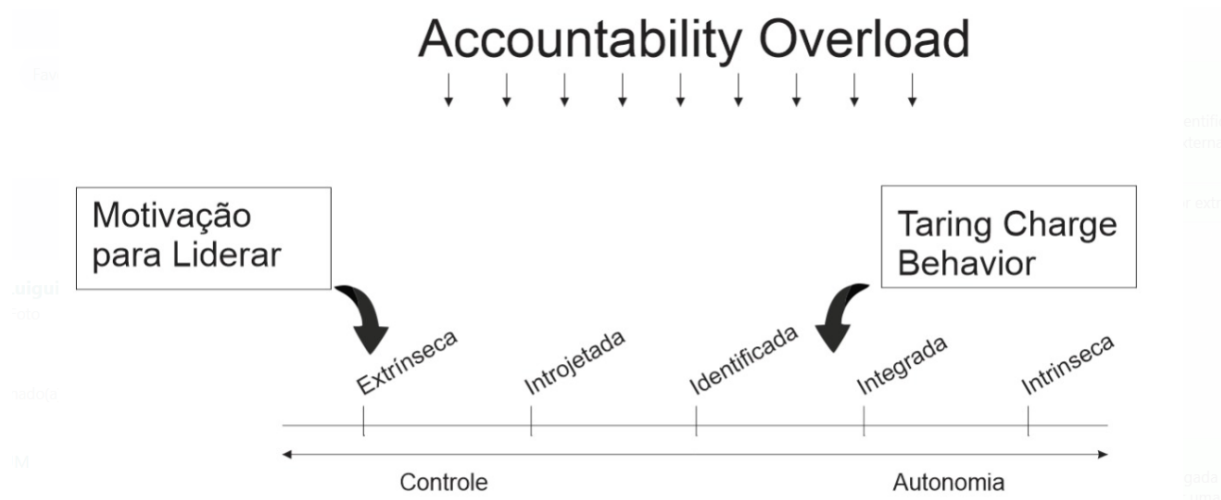 Accountability Overload
Motivação
para Liderar
Taring Charge
Behavior
Extrínseca
Introjetada
Identificada
Integrada
Intrinseca
Controle
Autonomia